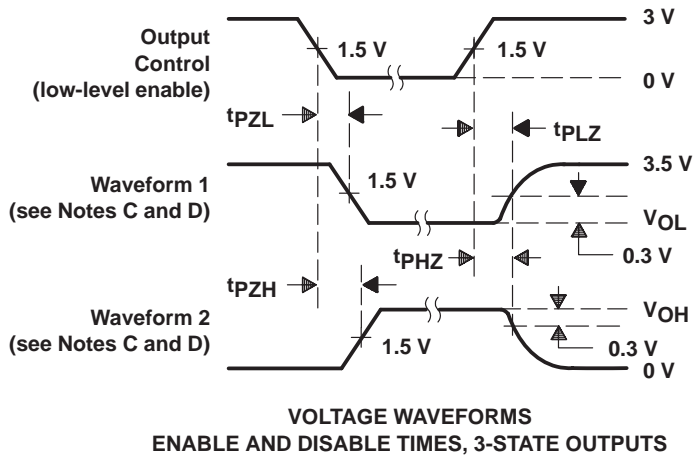 3 V
Output
Control
(low-level enable)
1.5 V
1.5 V
0 V
tPZL
tPLZ
3.5 V
Waveform 1
(see Notes C and D)
1.5 V
VOL
0.3 V
tPHZ
tPZH
VOH
Waveform 2
(see Notes C and D)
1.5 V
0.3 V
0 V
VOLTAGE WAVEFORMS
ENABLE AND DISABLE TIMES, 3-STATE OUTPUTS